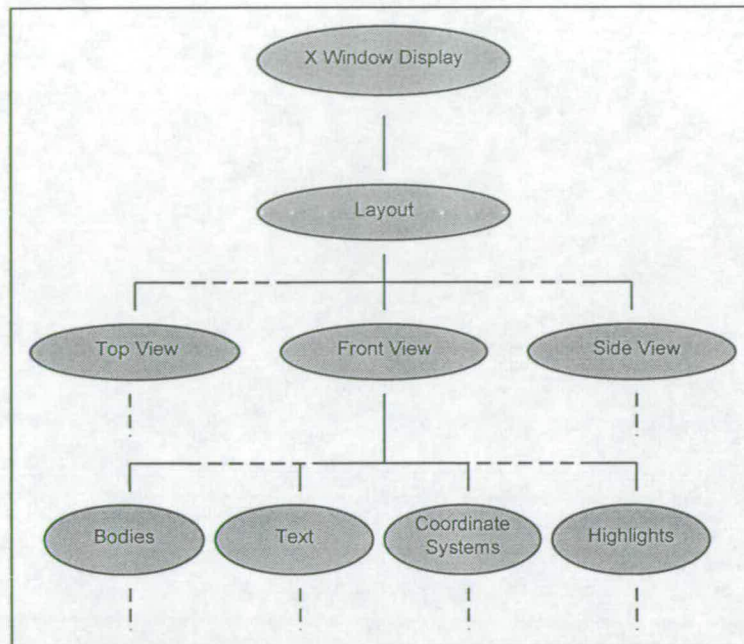 X Window Display
Layout
Top View
Front View
Side View
Bodies
Text
Coordinate
Systems
Highlights